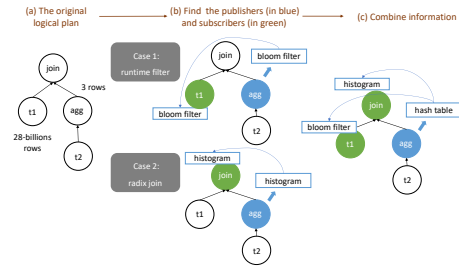 (a) The original
logical plan
(b) Find the publishers (in blue)
and subscribers (in green)
(c) Combine information
join
3 rows
t1
agg
28-billions
rows
t2
Case 1:
runtime filter
bloom filter
join
t1
agg
bloom filter
t2
Case 2:
radix join
histogram
join
histogram
t1
agg
t2
histogram
join
hash table
bloom filter
t1
agg
t2